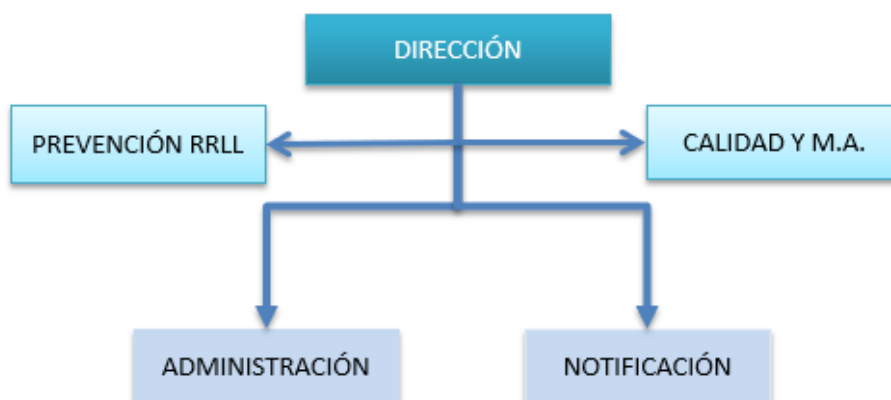 DIRECCIÓN
PREVENCIÓN RRLL
CALIDAD Y M.A.
ADMINISTRACIÓN
NOTIFICACIÓN